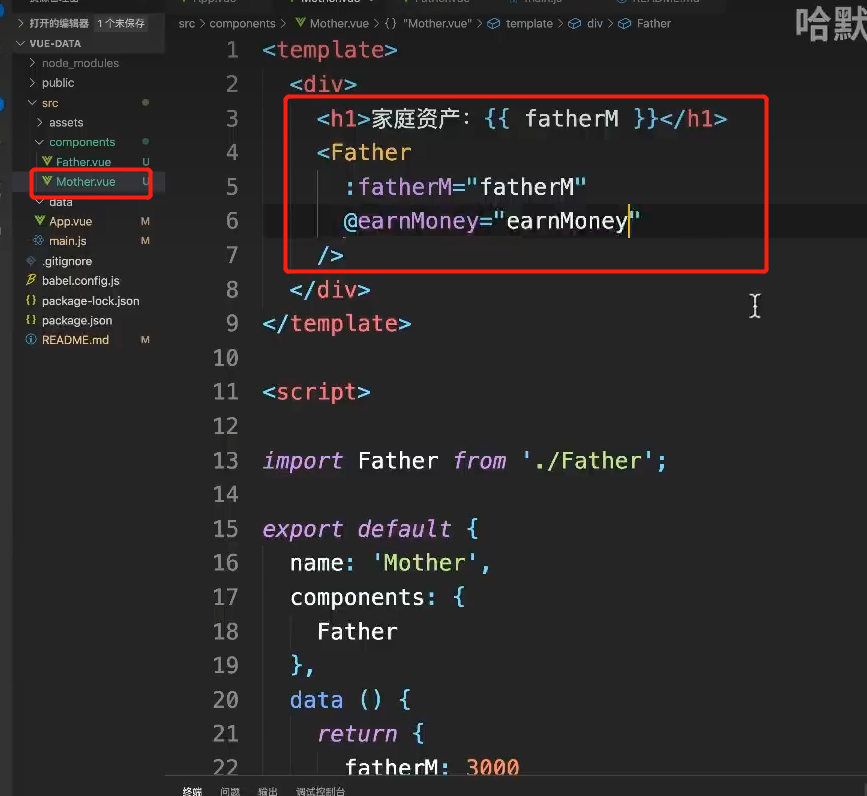 打开的编辑器 1 个未保存
VUE-DATA
node_modules
public
src
assets
components
Father.vue U
Mother.vue U
data
App.vue M
main.js M
.gitignore
babel.config.js
package-lock.json
package.json
README.md M
哈默
src > components > Mother.vue > {} "Mother.vue" > template > div > Father
1 <template>
2 <div>
3 <h1>家庭资产：{{ fatherM }}</h1>
4 <Father
5 :fatherM="fatherM"
6 @earnMoney="earnMoney"
7 />
8 </div>
9 </template>
10
11 <script>
12
13 import Father from './Father';
14
15 export default {
16 name: 'Mother',
17 components: {
18 Father
19 },
20 data () {
21 return {
22 fatherM: 3000
终端 问题 输出 调试控制台